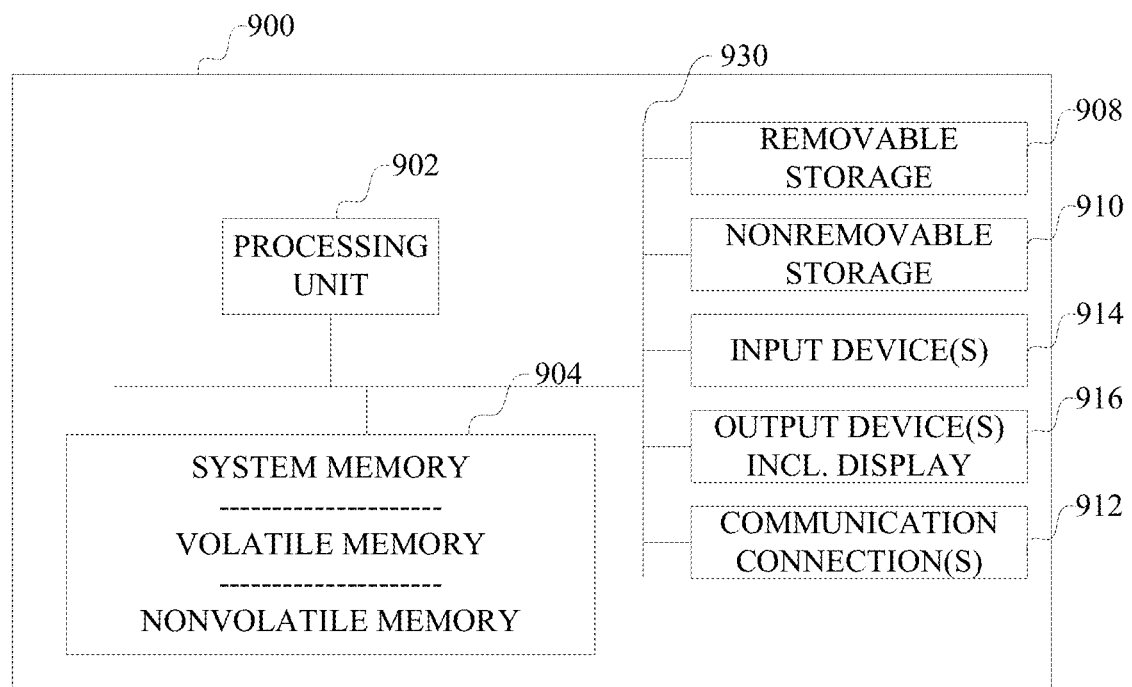 900
930
908
REMOVABLE
STORAGE
902
PROCESSING
UNIT
910
NONREMOVABLE
STORAGE
914
INPUT DEVICE(S)
904
SYSTEM MEMORY
VOLATILE MEMORY
NONVOLATILE MEMORY
916
OUTPUT DEVICE(S)
INCL. DISPLAY
912
COMMUNICATION
CONNECTION(S)